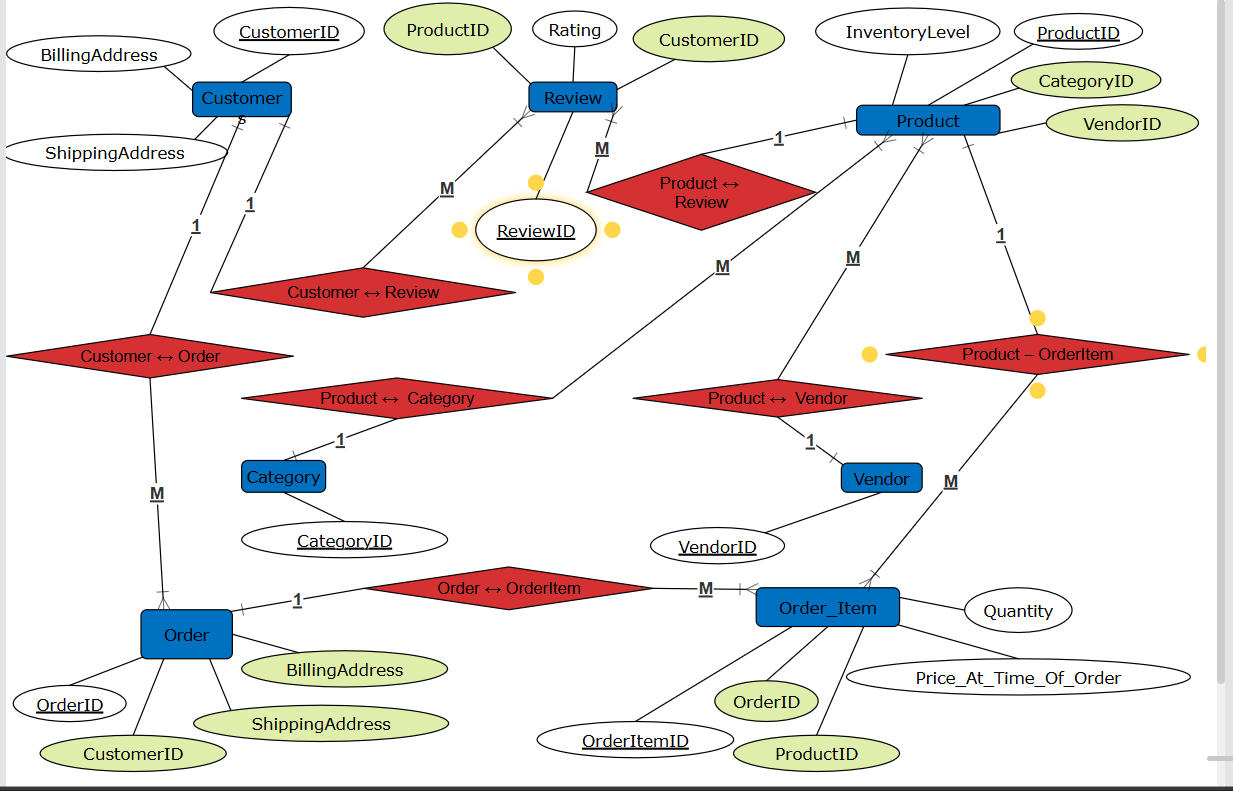 CustomerID
ProductID
Rating
CustomerID
InventoryLevel
ProductID
BillingAddress
CategoryID
Customer
s
Review
Product
VendorID
ShippingAddress
1
M
Product ↔
Review
M
1
1
ReviewID
1
M
M
Customer ↔ Review
Customer ↔ Order
Product – OrderItem
Product ↔ Category
Product ↔ Vendor
1
1
Category
Vendor
M
M
CategoryID
VendorID
Order ↔ OrderItem
M
1
Order_Item
Quantity
Order
BillingAddress
Price_At_Time_Of_Order
OrderID
OrderID
ShippingAddress
OrderItemID
CustomerID
ProductID